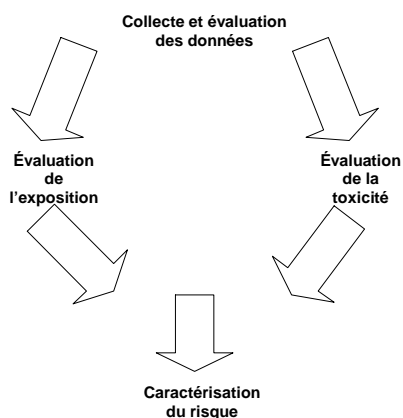 Collecte et évaluation
des données
Évaluation
de
l'exposition
Évaluation
de la
toxicité
Caractérisation
du risque